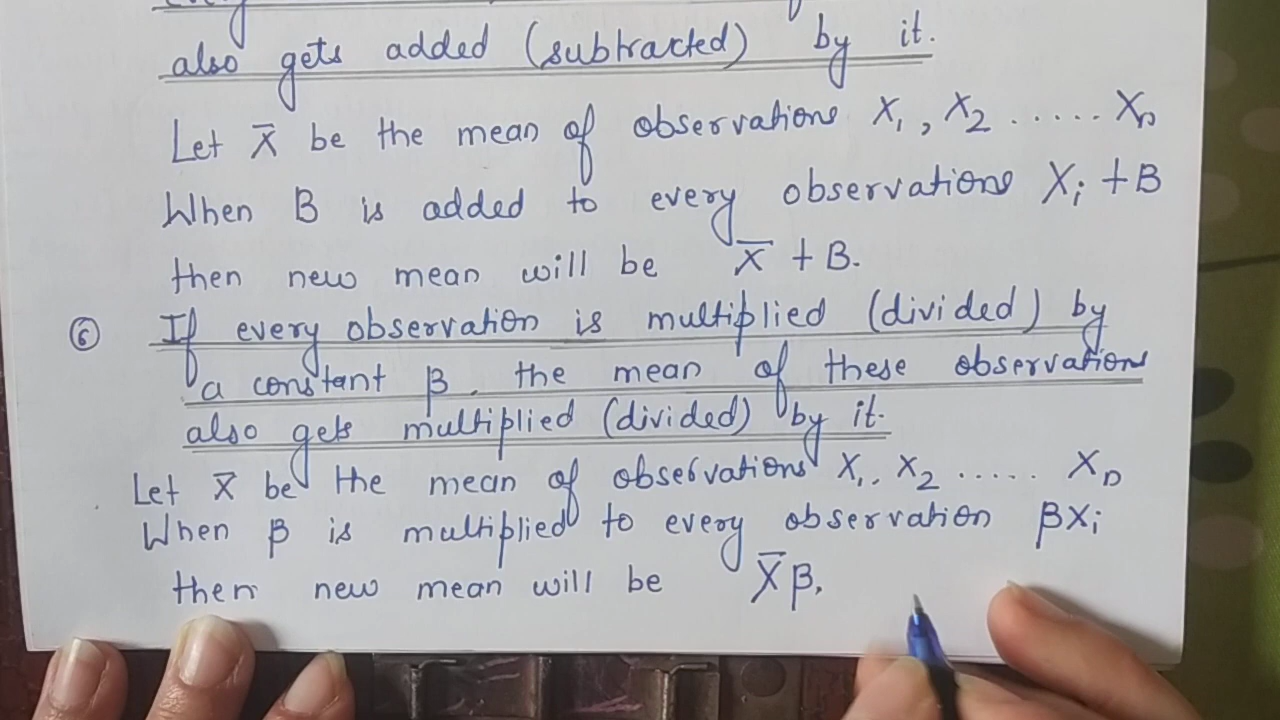 also gets added (subtracted) by it.
Let X̄ be the mean of observations X₁, X₂ ..... Xₙ
When B is added to every observations Xᵢ + B
then new mean will be X̄ + B.
⑥ If every observation is multiplied (divided) by
a constant β, the mean of these observations
also gets multiplied (divided) by it.
Let X̄ be the mean of observations X₁, X₂ ..... Xₙ
When β is multiplied to every observation βXᵢ
then new mean will be X̄β.